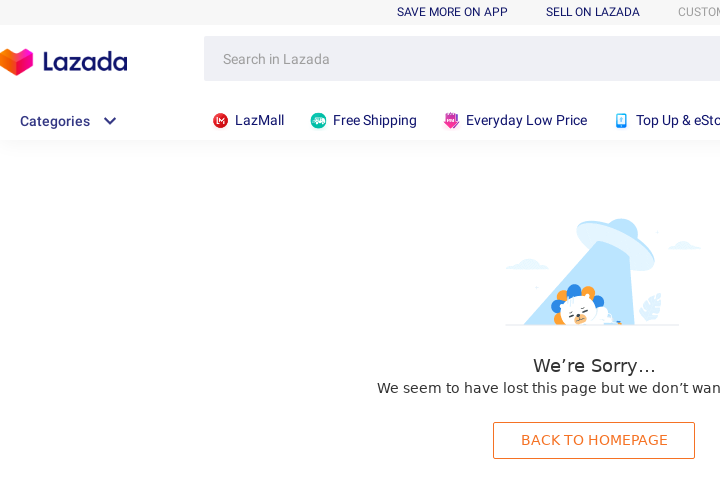 SAVE MORE ON APP SELL ON LAZADA CUSTOM
Lazada
Search in Lazada
Categories LazMall Free Shipping Everyday Low Price Top Up & eSto
We're Sorry...
We seem to have lost this page but we don't wan
BACK TO HOMEPAGE